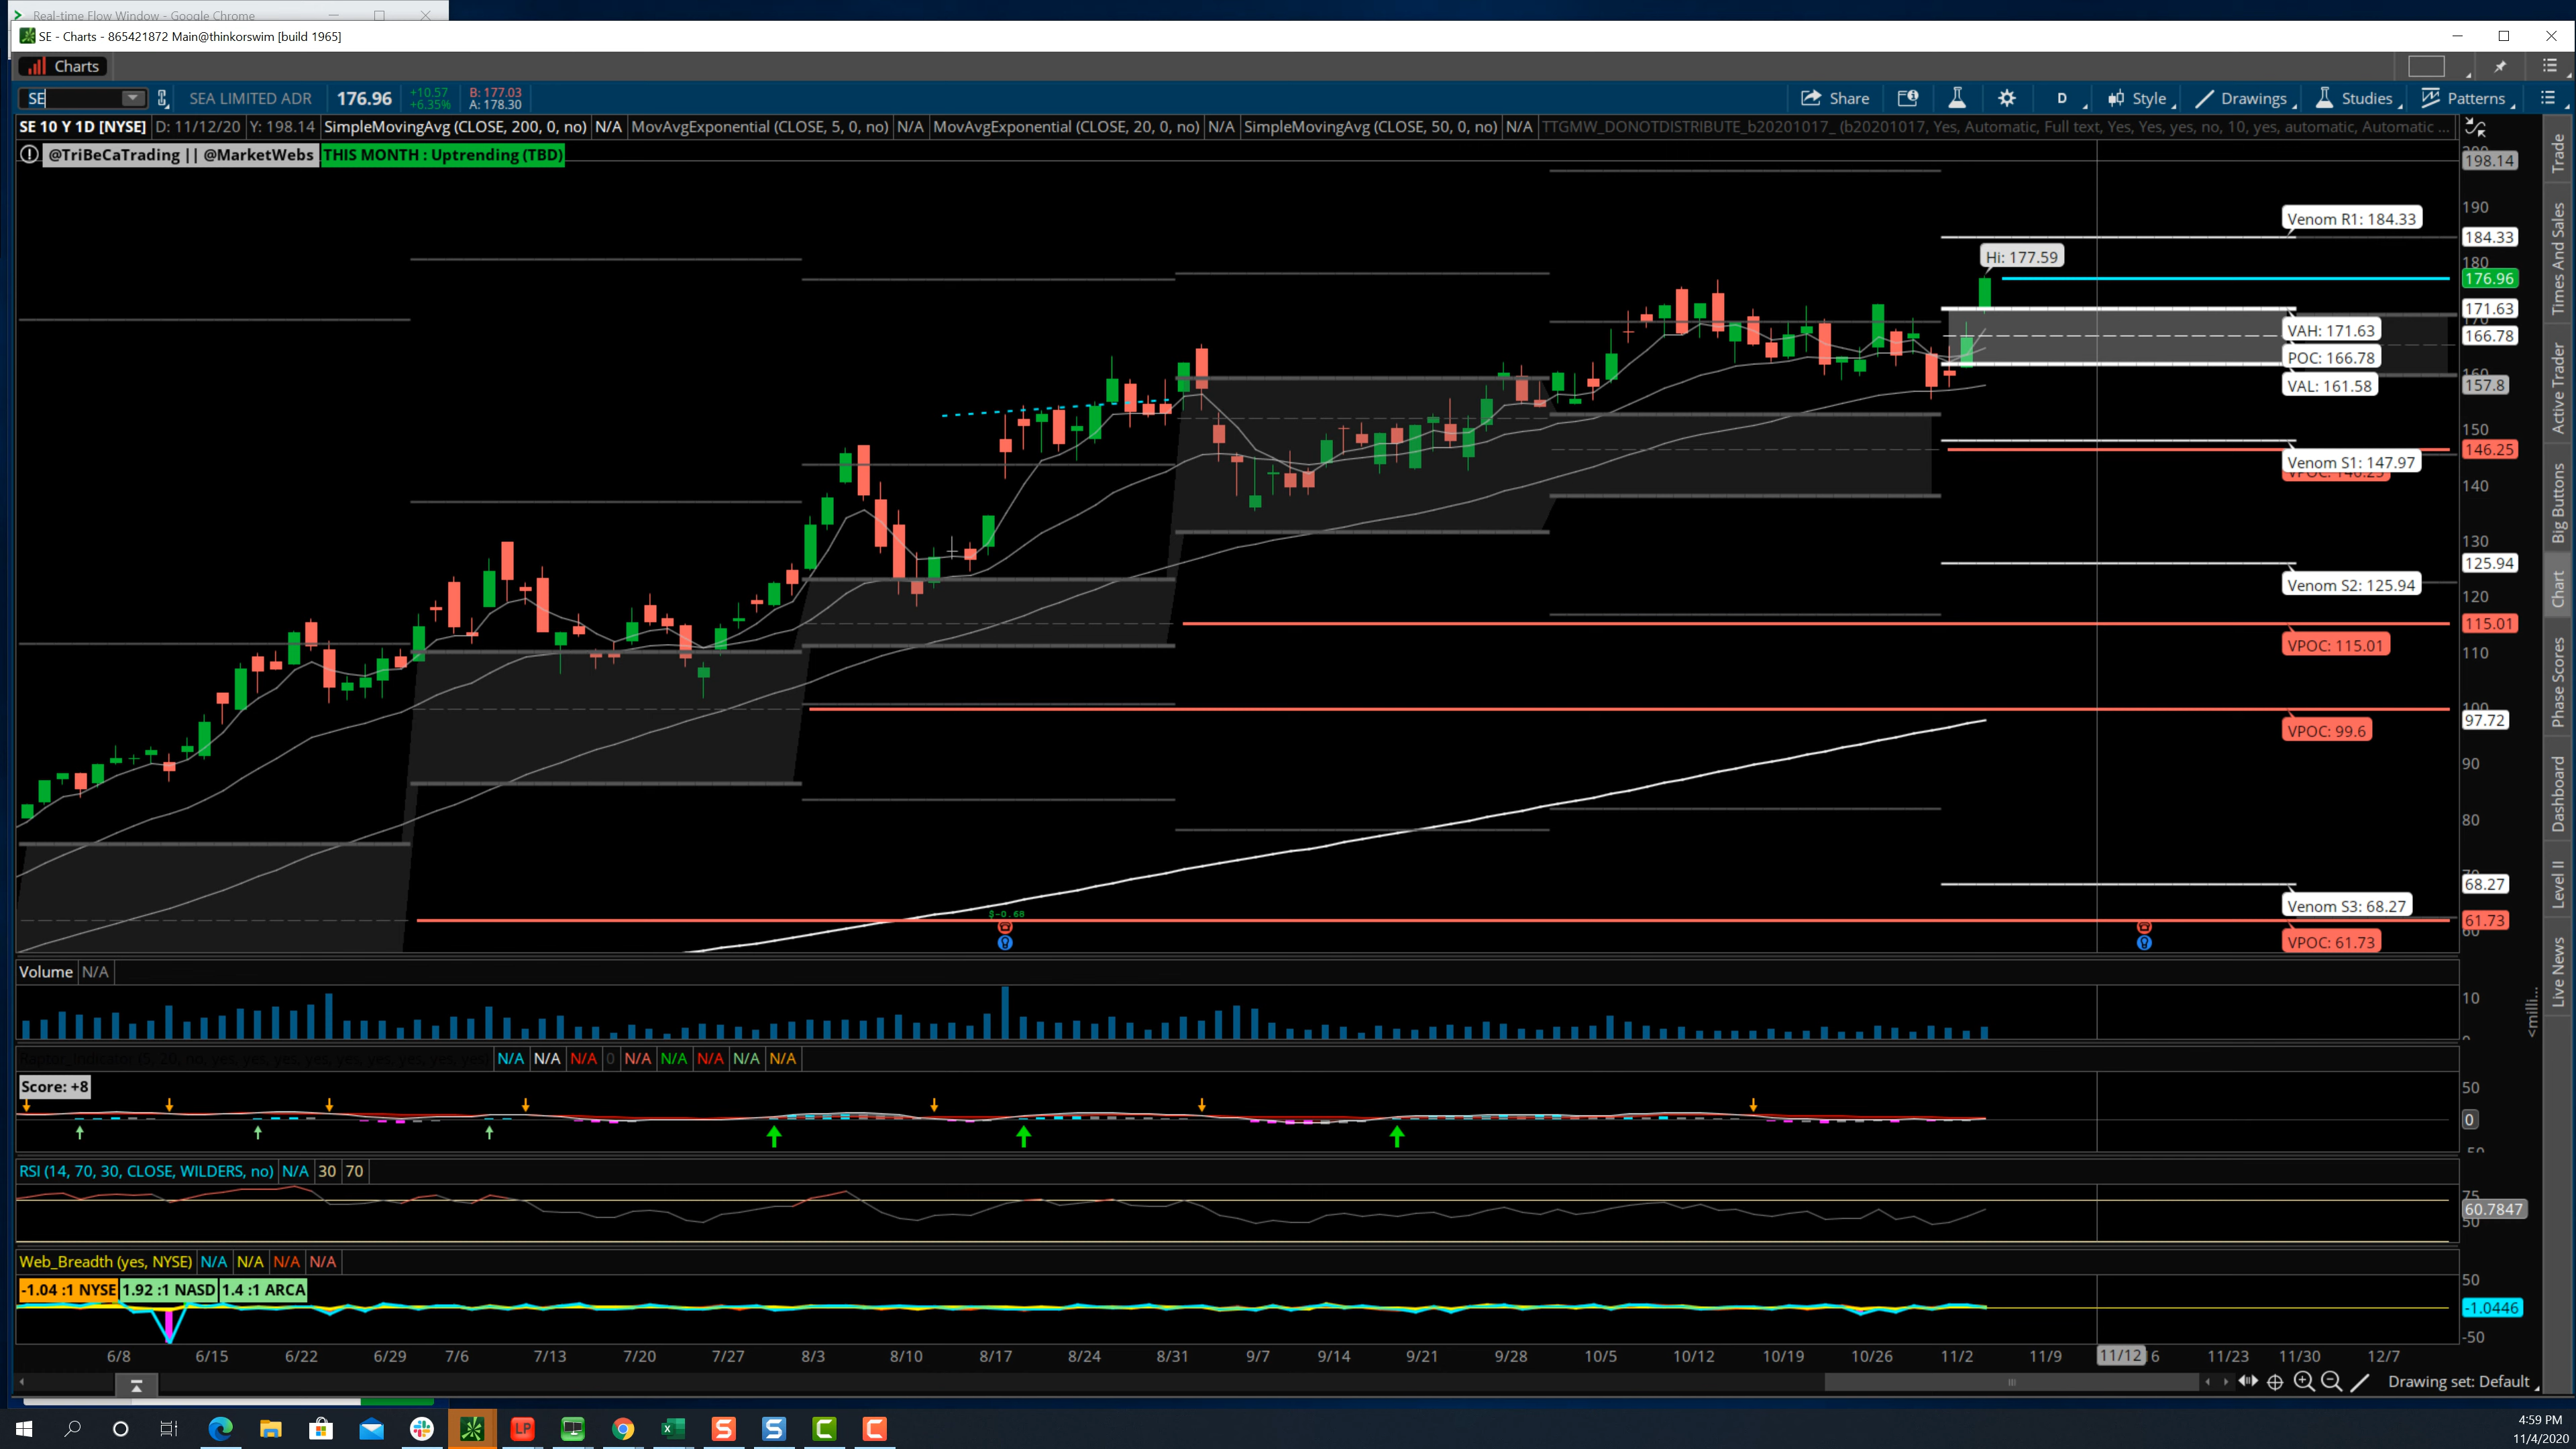 Real-time Flow Window - Google Chrome
SE - Charts - 865421872 Main@thinkorswim [build 1965]
Charts
SE SEA LIMITED ADR 176.96 +10.57 +6.35% B: 177.03 A: 178.30 Share D Style Drawings Studies Patterns
SE 10 Y 1D [NYSE] D: 11/12/20 Y: 198.14 SimpleMovingAvg (CLOSE, 200, 0, no) N/A MovAvgExponential (CLOSE, 5, 0, no) N/A MovAvgExponential (CLOSE, 20, 0, no) N/A SimpleMovingAvg (CLOSE, 50, 0, no) N/A TTGMW_DONOTDISTRIBUTE_b20201017_ (b20201017, Yes, Automatic, Full text, Yes, Yes, yes, no, 10, yes, automatic, Automatic ...
@TriBeCaTrading || @MarketWebs THIS MONTH : Uptrending (TBD)
198.14
190
Venom R1: 184.33
184.33
Hi: 177.59
180
176.96
171.63
VAH: 171.63
166.78
POC: 166.78
160
VAL: 161.58
157.8
150
146.25
Venom S1: 147.97
140
130
125.94
Venom S2: 125.94
120
115.01
VPOC: 115.01
110
100
97.72
VPOC: 99.6
90
80
68.27
Venom S3: 68.27
$-0.68
61.73
60
VPOC: 61.73
Trade
Times And Sales
Active Trader
Big Buttons
Chart
Phase Scores
Dashboard
Level II
Live News
Volume N/A
10
<milli...
N/A N/A N/A 0 N/A N/A N/A N/A N/A
Score: +8
50
0
-50
RSI (14, 70, 30, CLOSE, WILDERS, no) N/A 30 70
75
60.7847
50
Web_Breadth (yes, NYSE) N/A N/A N/A N/A
-1.04 :1 NYSE 1.92 :1 NASD 1.4 :1 ARCA
50
-1.0446
-50
6/8 6/15 6/22 6/29 7/6 7/13 7/20 7/27 8/3 8/10 8/17 8/24 8/31 9/7 9/14 9/21 9/28 10/5 10/12 10/19 10/26 11/2 11/9 11/12 6 11/23 11/30 12/7
Drawing set: Default
LP X S S C C
4:59 PM
11/4/2020